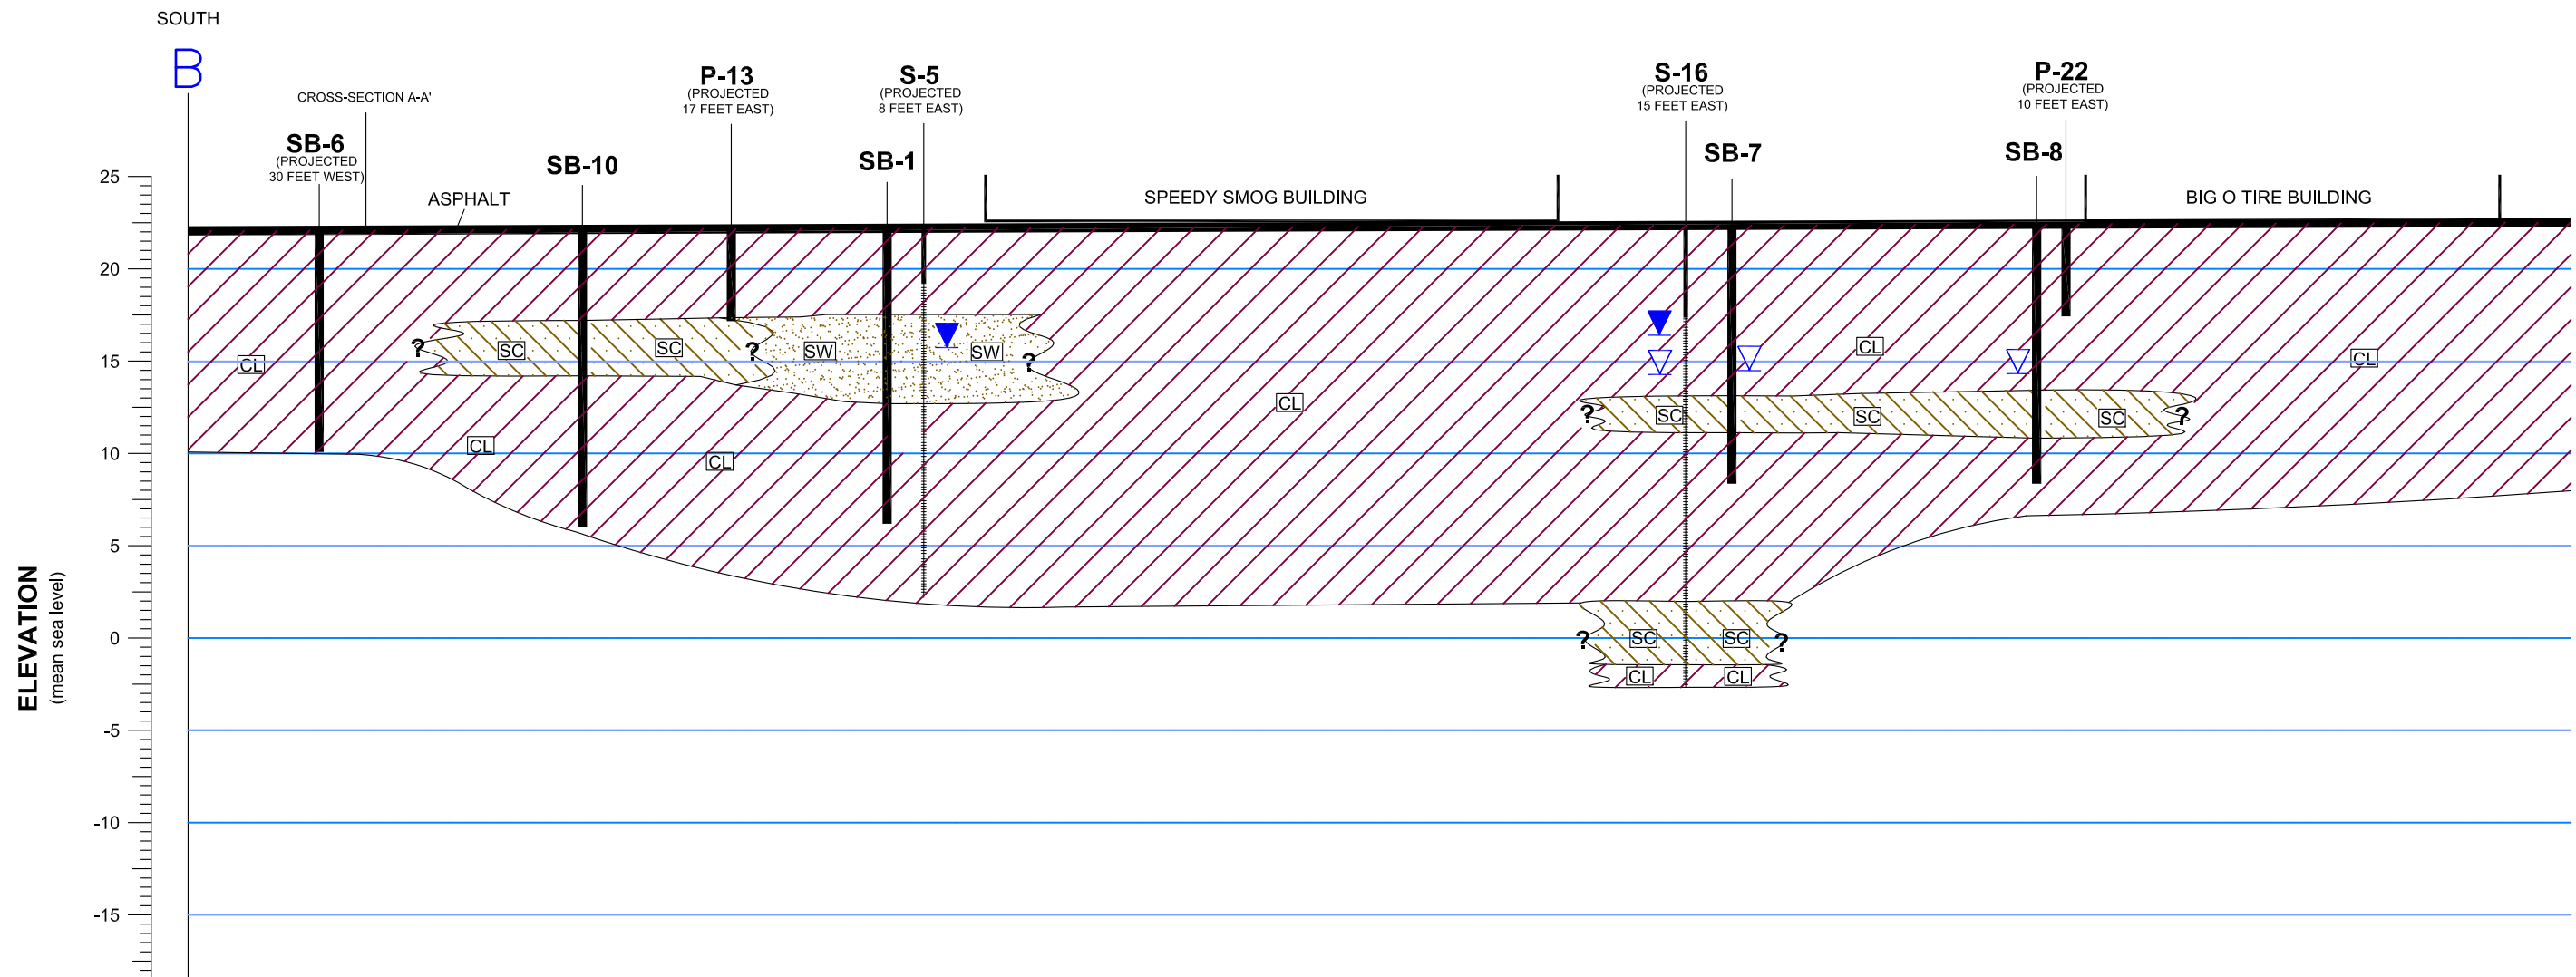 SOUTH
B
CROSS-SECTION A-A'
SB-6
(PROJECTED
30 FEET WEST)
ASPHALT
SB-10
P-13
(PROJECTED
17 FEET EAST)
SB-1
S-5
(PROJECTED
8 FEET EAST)
SPEEDY SMOG BUILDING
S-16
(PROJECTED
15 FEET EAST)
SB-7
SB-8
P-22
(PROJECTED
10 FEET EAST)
BIG O TIRE BUILDING
ELEVATION
(mean sea level)
25
20
15
10
5
0
-5
-10
-15
CL
?
SC
SC
?
SW
SW
?
CL
CL
CL
CL
CL
?
SC
SC
SC
?
?
SC
SC
?
CL
CL